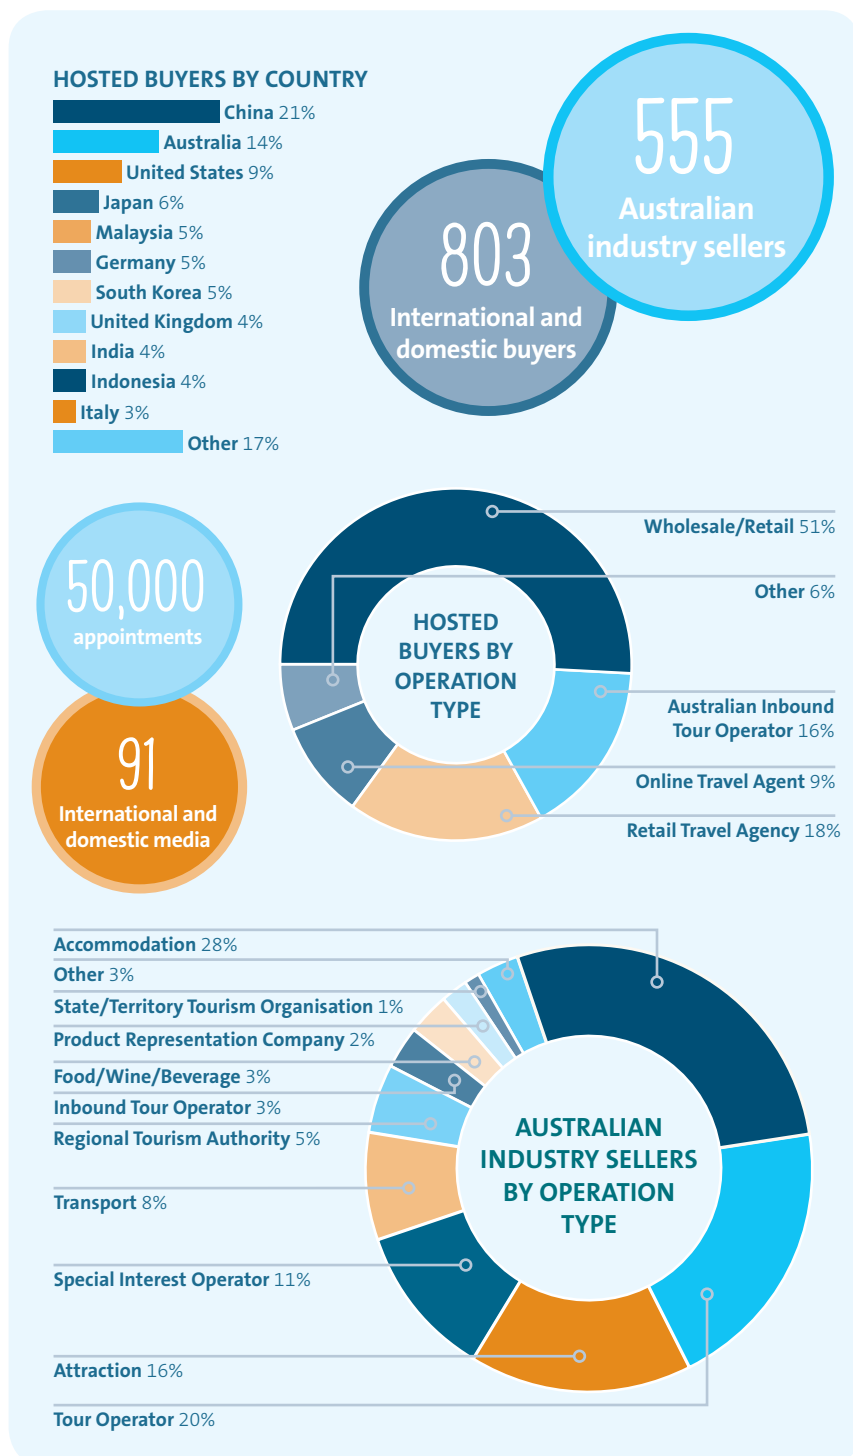 HOSTED BUYERS BY COUNTRY
China 21%
Australia 14%
United States 9%
Japan 6%
Malaysia 5%
Germany 5%
South Korea 5%
United Kingdom 4%
India 4%
Indonesia 4%
Italy 3%
Other 17%
555
Australian
industry sellers
803
International and
domestic buyers
50,000
appointments
91
International and
domestic media
HOSTED
BUYERS BY
OPERATION
TYPE
Wholesale/Retail 51%
Other 6%
Australian Inbound
Tour Operator 16%
Online Travel Agent 9%
Retail Travel Agency 18%
Accommodation 28%
Other 3%
State/Territory Tourism Organisation 1%
Product Representation Company 2%
Food/Wine/Beverage 3%
Inbound Tour Operator 3%
Regional Tourism Authority 5%
Transport 8%
Special Interest Operator 11%
Attraction 16%
Tour Operator 20%
AUSTRALIAN
INDUSTRY SELLERS
BY OPERATION
TYPE